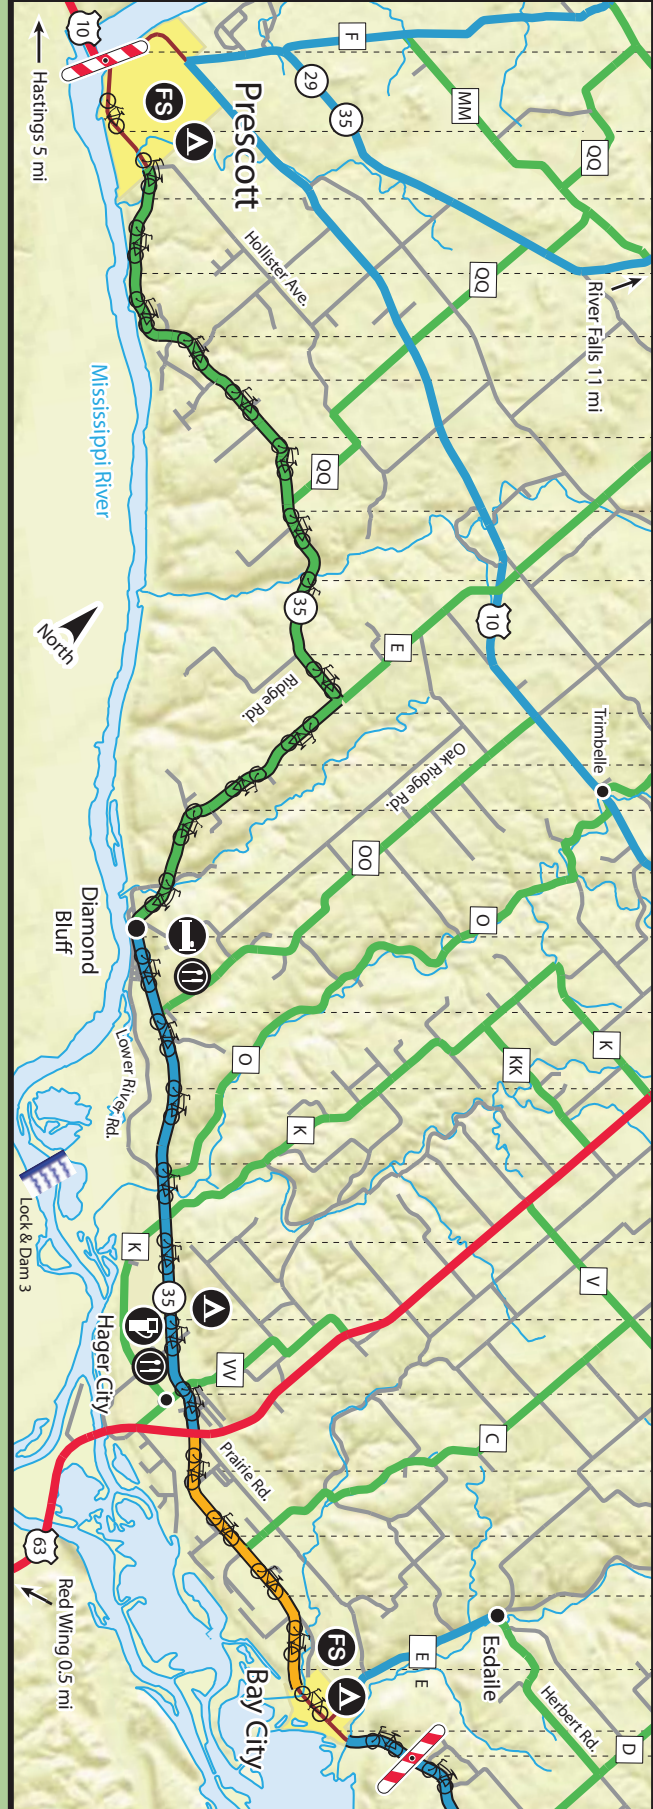 10
Hastings 5 mi
FS
Prescott
F
29
35
MM
QQ
River Falls 11 mi
QQ
Hollister Ave.
Mississippi River
QQ
35
North
E
10
Ridge Rd.
Trimbelle
Oak Ridge Rd.
OO
O
Diamond
Bluff
Lower River Rd.
O
K
KK
K
Lock & Dam 3
K
35
V
Hager City
VV
C
Prairie Rd.
63
Red Wing 0.5 mi
FS
Bay City
E
E
Esdaile
Herbert Rd.
D